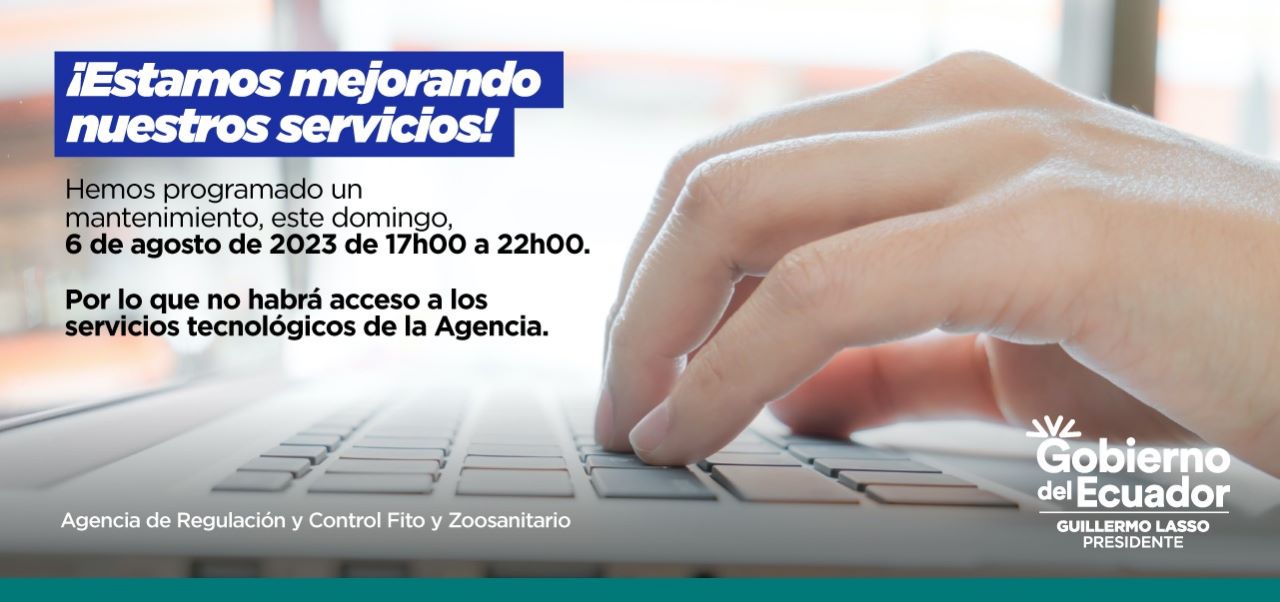 ¡Estamos mejorando
nuestros servicios!
Hemos programado un
mantenimiento, este domingo,
6 de agosto de 2023 de 17h00 a 22h00.
Por lo que no habrá acceso a los
servicios tecnológicos de la Agencia.
Agencia de Regulación y Control Fito y Zoosanitario
Gobierno
del Ecuador
GUILLERMO LASSO
PRESIDENTE